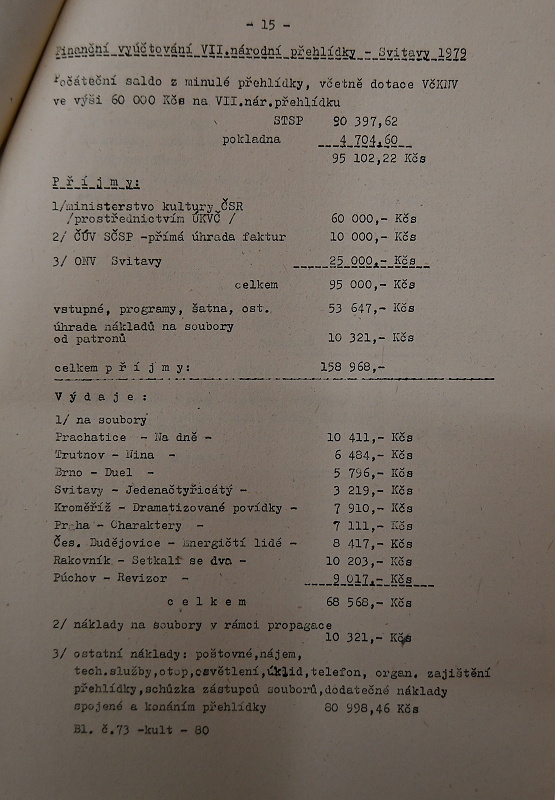 - 15 -
Finanční vyúčtování VII.národní přehlídky - Svitavy 1979
Počáteční saldo z minulé přehlídky, včetně dotace VčKNV
ve výši 60 000 Kčs na VII.nár.přehlídku
STSP 90 397,62
pokladna 4 704,60
95 102,22 Kčs
P ř í j m y :
1/ministerstvo kultury ČSR
/prostřednictvím ÚKVČ / 60 000,- Kčs
2/ ČÚV SČSP -přímá úhrada faktur 10 000,- Kčs
3/ ONV Svitavy 25 000,- Kčs
celkem 95 000,- Kčs
vstupné, programy, šatna, ost. 53 647,- Kčs
úhrada nákladů na soubory
od patronů 10 321,- Kčs
celkem p ř í j m y: 158 968,-
V ý d a j e :
1/ na soubory
Prachatice - Na dně - 10 411,- Kčs
Trutnov - Nina - 6 484,- Kčs
Brno - Duel - 5 796,- Kčs
Svitavy - Jedenačtyřicátý - 3 219,- Kčs
Kroměříž - Dramatizované povídky - 7 910,- Kčs
Praha - Charaktery - 7 111,- Kčs
Čes. Budějovice - Energičtí lidé - 8 417,- Kčs
Rakovník - Setkali se dva - 10 203,- Kčs
Púchov - Revizor - 9 017,- Kčs
c e l k e m 68 568,- Kčs
2/ náklady na soubory v rámci propagace
10 321,- Kčs
3/ ostatní náklady: poštovné,nájem,
tech.služby,otop,osvětlení,úklid,telefon, organ. zajištění
přehlídky,schůzka zástupců souborů,dodatečné náklady
spojené a konáním přehlídky 80 998,46 Kčs
Bl. č.73 -kult - 80